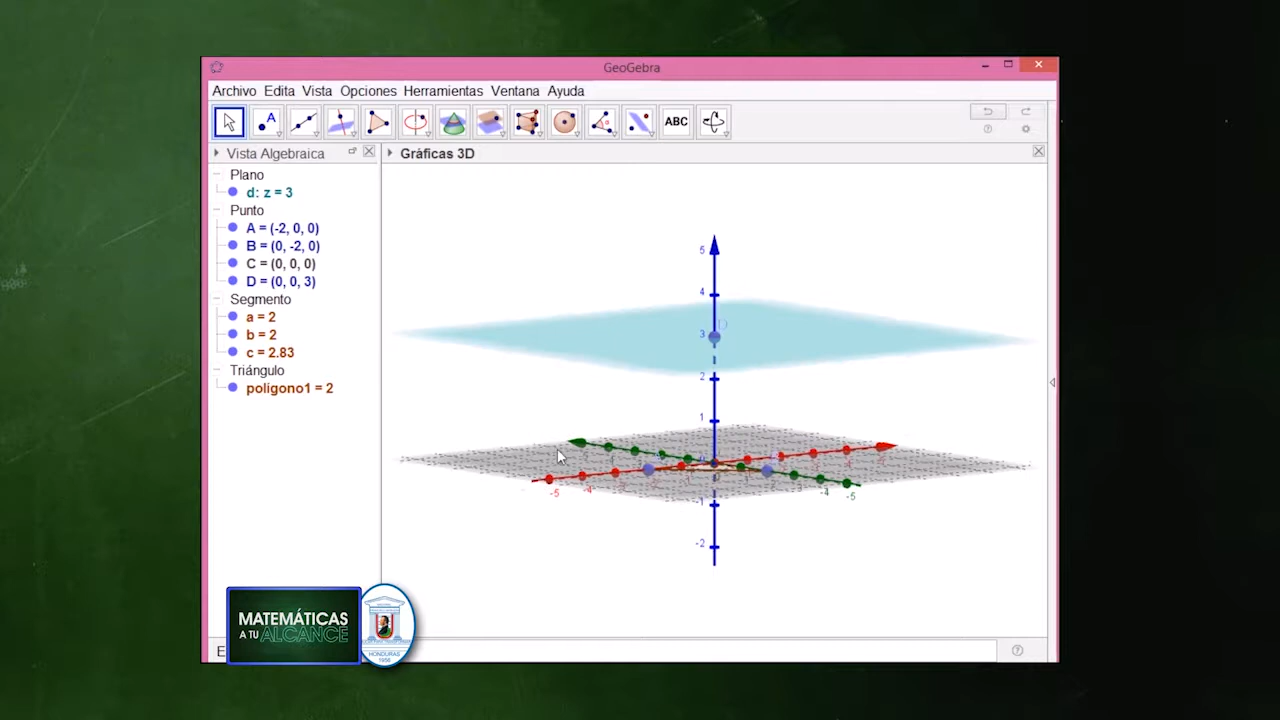 GeoGebra
Archivo Edita Vista Opciones Herramientas Ventana Ayuda
A
ABC
Vista Algebraica
Gráficas 3D
Plano
d: z = 3
Punto
A = (-2, 0, 0)
B = (0, -2, 0)
C = (0, 0, 0)
D = (0, 0, 3)
Segmento
a = 2
b = 2
c = 2.83
Triángulo
polígono1 = 2
5
4
D
3
2
1
0
-5
-4
-4
-5
-1
-2
E
MATEMÁTICAS
A TU ALCANCE
HONDURAS
1956